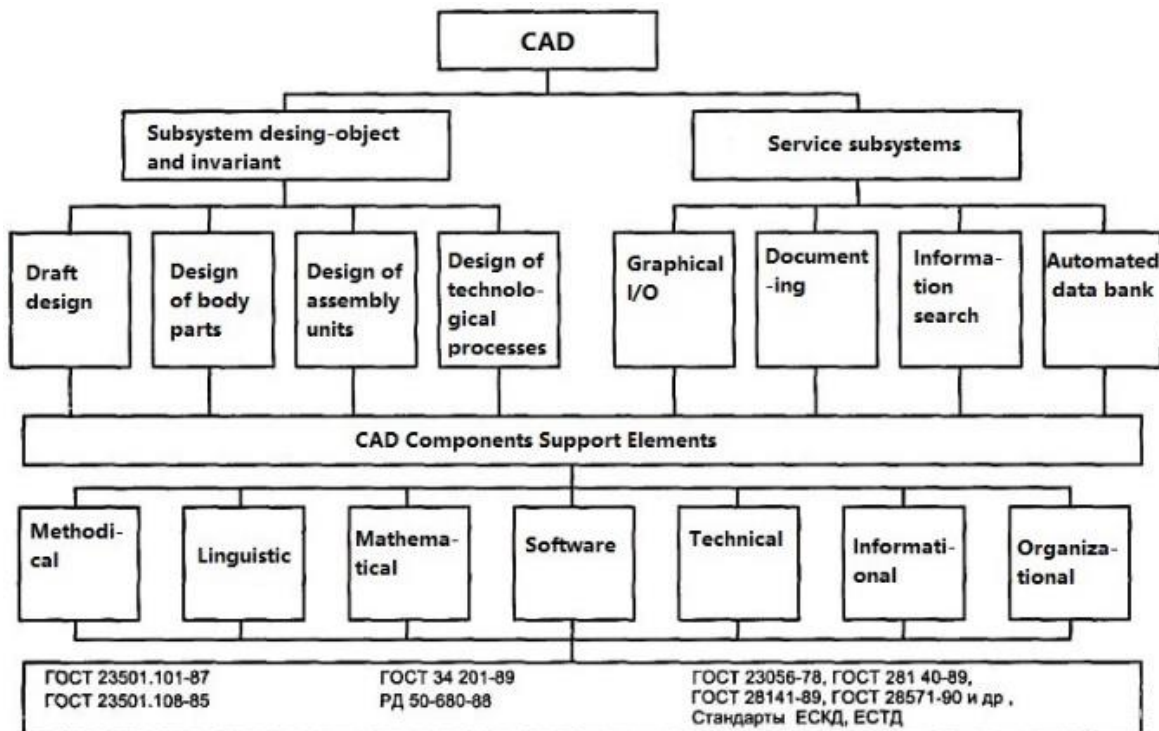 CAD
Subsystem desing-object
and invariant
Service subsystems
Draft
design
Design
of body
parts
Design of
assembly
units
Design of
technolo-
gical
processes
Graphical
I/O
Document
-ing
Informa-
tion
search
Automated
data bank
CAD Components Support Elements
Methodi-
cal
Linguistic
Mathema-
tical
Software
Technical
Informati-
onal
Organiza-
tional
ГОСТ 23501.101-87
ГОСТ 23501.108-85
ГОСТ 34 201-89
РД 50-680-88
ГОСТ 23056-78, ГОСТ 281 40-89,
ГОСТ 28141-89, ГОСТ 28571-90 и др ,
Стандарты ЕСКД, ЕСТД